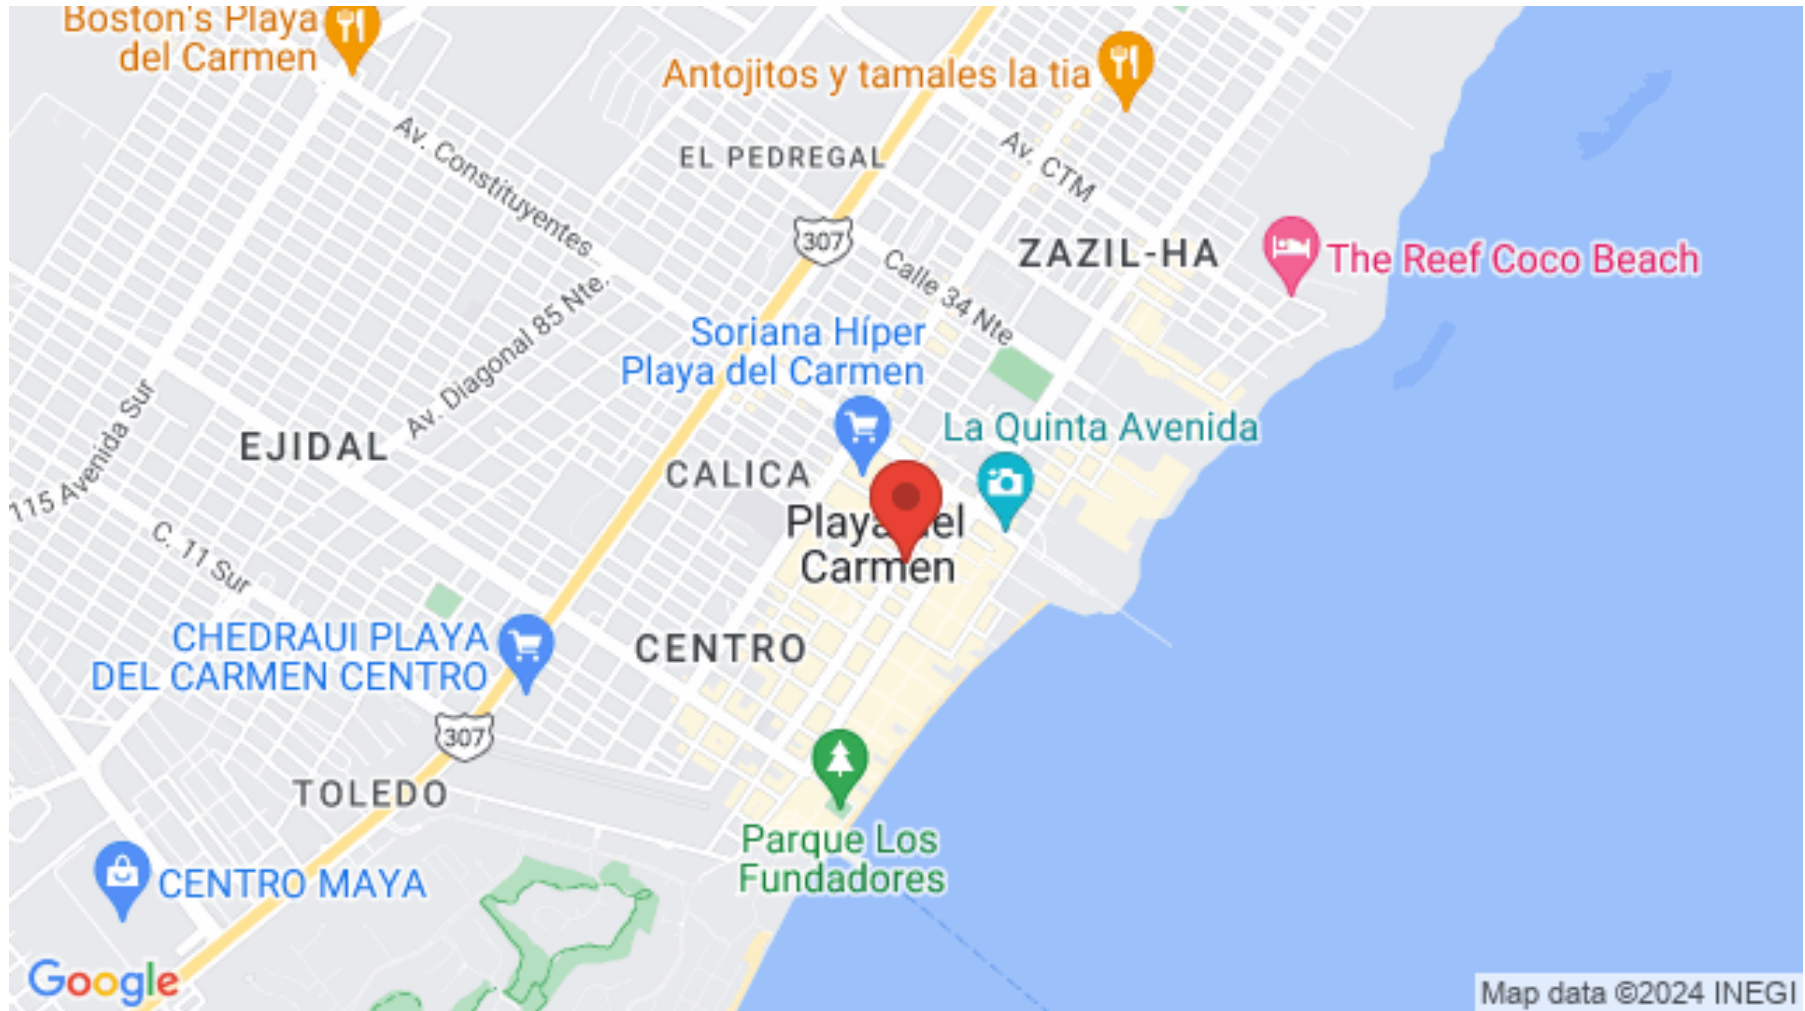 Boston's Playa
del Carmen
Antojitos y tamales la tia
Av. Constituyentes
EL PEDREGAL
Av. CTM
307
ZAZIL-HA
The Reef Coco Beach
Calle 34 Nte
Av. Diagonal 85 Nte.
Soriana Híper
Playa del Carmen
115 Avenida Sur
EJIDAL
La Quinta Avenida
CALICA
Playa del
Carmen
C. 11 Sur
CHEDRAUI PLAYA
DEL CARMEN CENTRO
CENTRO
307
TOLEDO
Parque Los
Fundadores
CENTRO MAYA
Google
Map data ©2024 INEGI